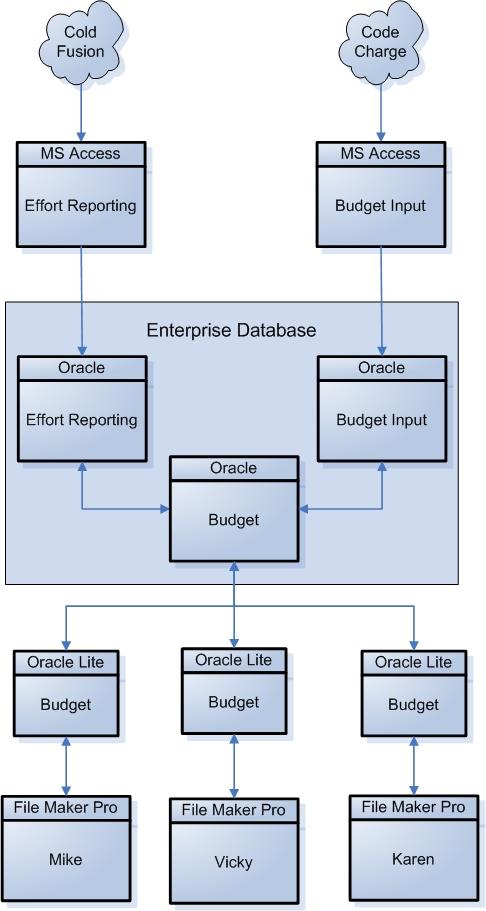 Cold
Fusion
Code
Charge
MS Access
Effort Reporting
MS Access
Budget Input
Enterprise Database
Oracle
Effort Reporting
Oracle
Budget Input
Oracle
Budget
Oracle Lite
Budget
Oracle Lite
Budget
Oracle Lite
Budget
File Maker Pro
Mike
File Maker Pro
Vicky
File Maker Pro
Karen